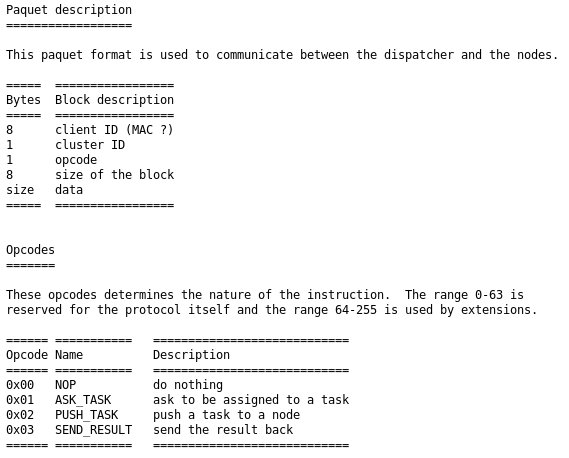 Paquet description
==================
This paquet format is used to communicate between the dispatcher and the nodes.
=====  =================
Bytes  Block description
=====  =================
8      client ID (MAC ?)
1      cluster ID
1      opcode
8      size of the block
size   data
=====  =================
Opcodes
=======
These opcodes determines the nature of the instruction.  The range 0-63 is
reserved for the protocol itself and the range 64-255 is used by extensions.
====== ===========   ============================
Opcode Name          Description
====== ===========   ============================
0x00   NOP           do nothing
0x01   ASK_TASK      ask to be assigned to a task
0x02   PUSH_TASK     push a task to a node
0x03   SEND_RESULT   send the result back
====== ===========   ============================